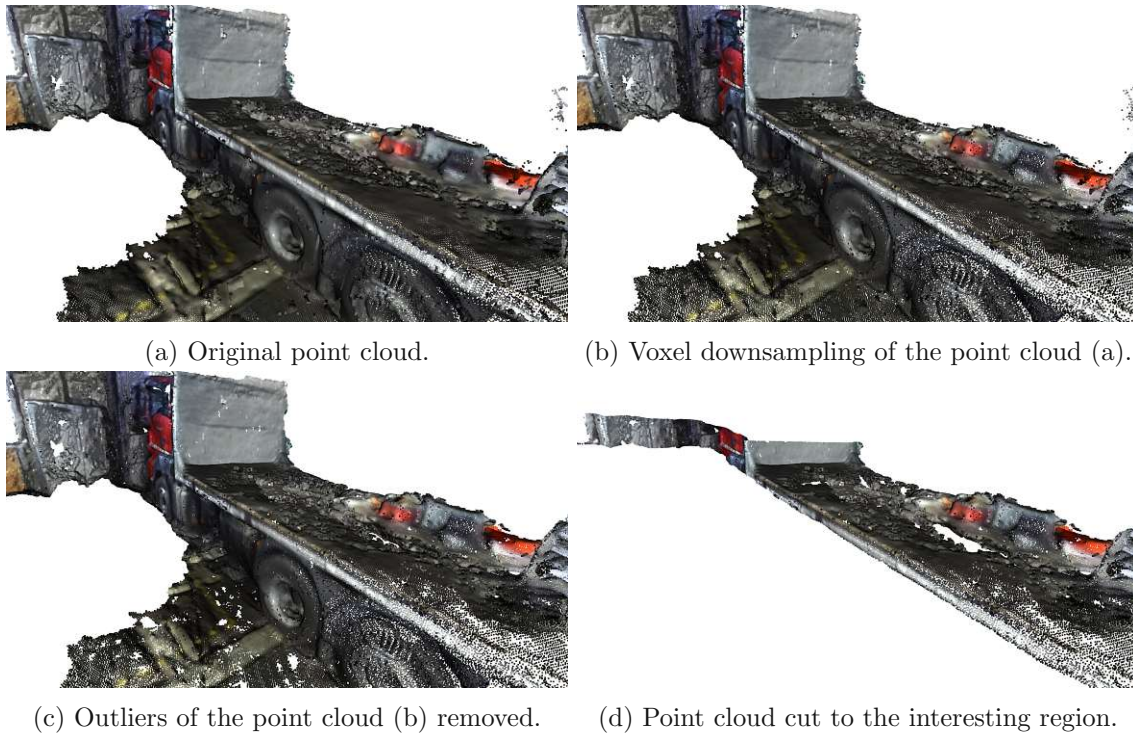 (a) Original point cloud.
(b) Voxel downsampling of the point cloud (a).
(c) Outliers of the point cloud (b) removed.
(d) Point cloud cut to the interesting region.